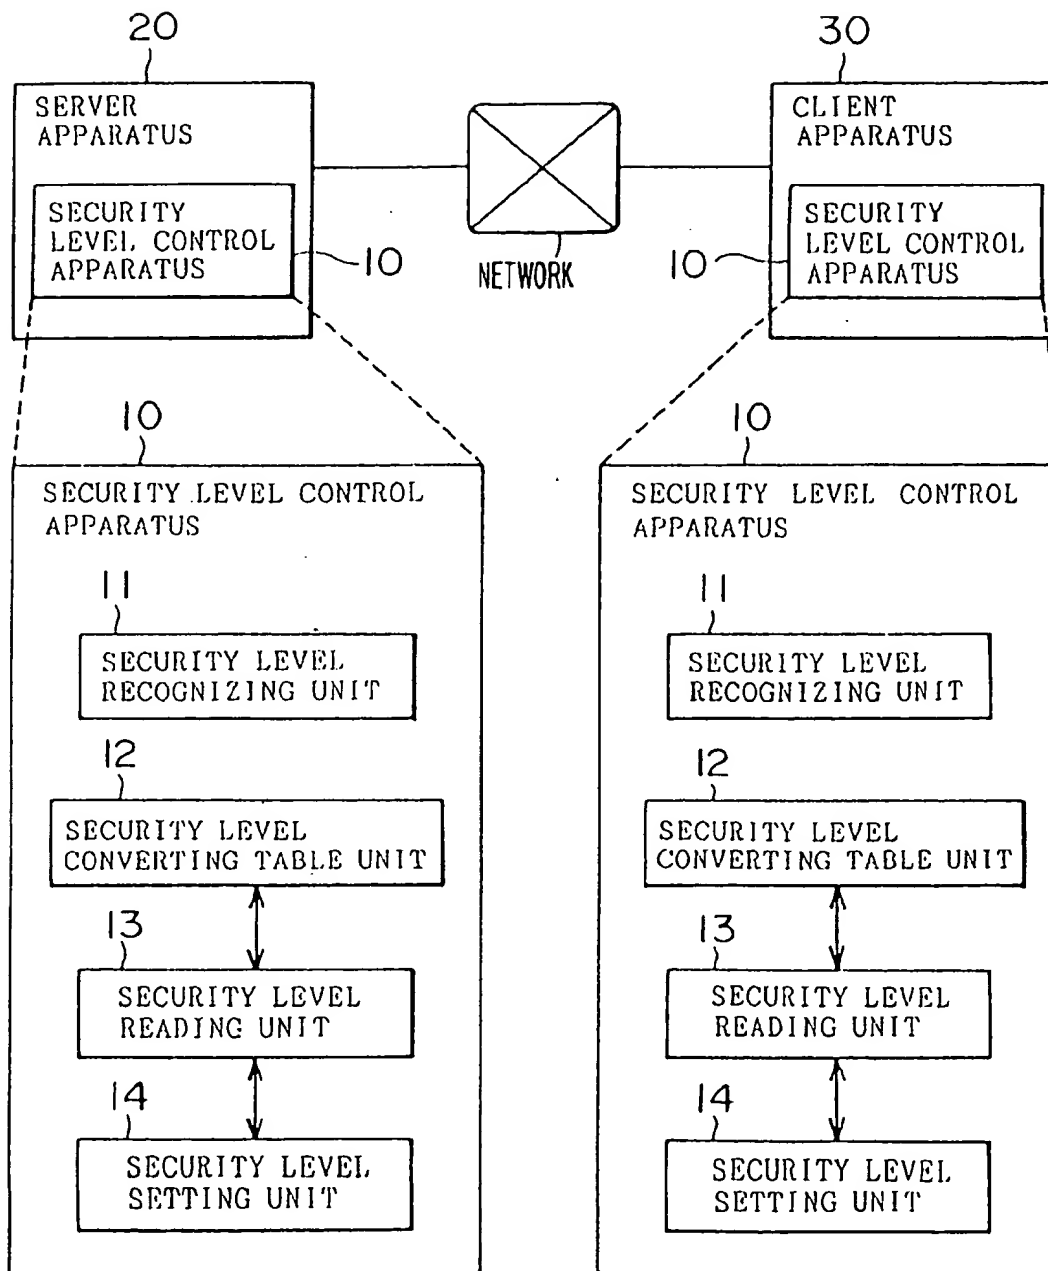 20
30
SERVER
APPARATUS
SECURITY
LEVEL CONTROL
APPARATUS
10
NETWORK
CLIENT
APPARATUS
10
SECURITY
LEVEL CONTROL
APPARATUS
10
SECURITY LEVEL CONTROL
APPARATUS
11
SECURITY LEVEL
RECOGNIZING UNIT
12
SECURITY LEVEL
CONVERTING TABLE UNIT
13
SECURITY LEVEL
READING UNIT
14
SECURITY LEVEL
SETTING UNIT
10
SECURITY LEVEL CONTROL
APPARATUS
11
SECURITY LEVEL
RECOGNIZING UNIT
12
SECURITY LEVEL
CONVERTING TABLE UNIT
13
SECURITY LEVEL
READING UNIT
14
SECURITY LEVEL
SETTING UNIT